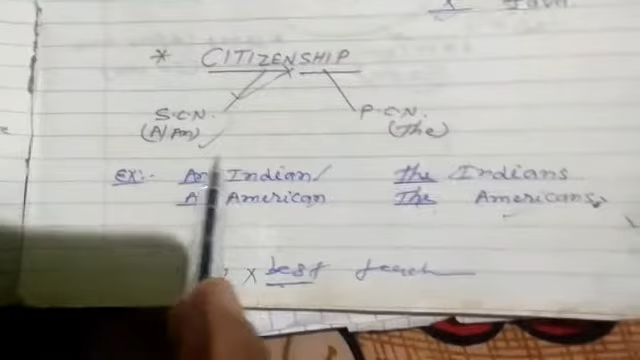 * CITIZENSHIP
S.C.N. P.C.N.
(A/An) (The)
Ex:- An Indian The Indians
A American The Americans.
x best